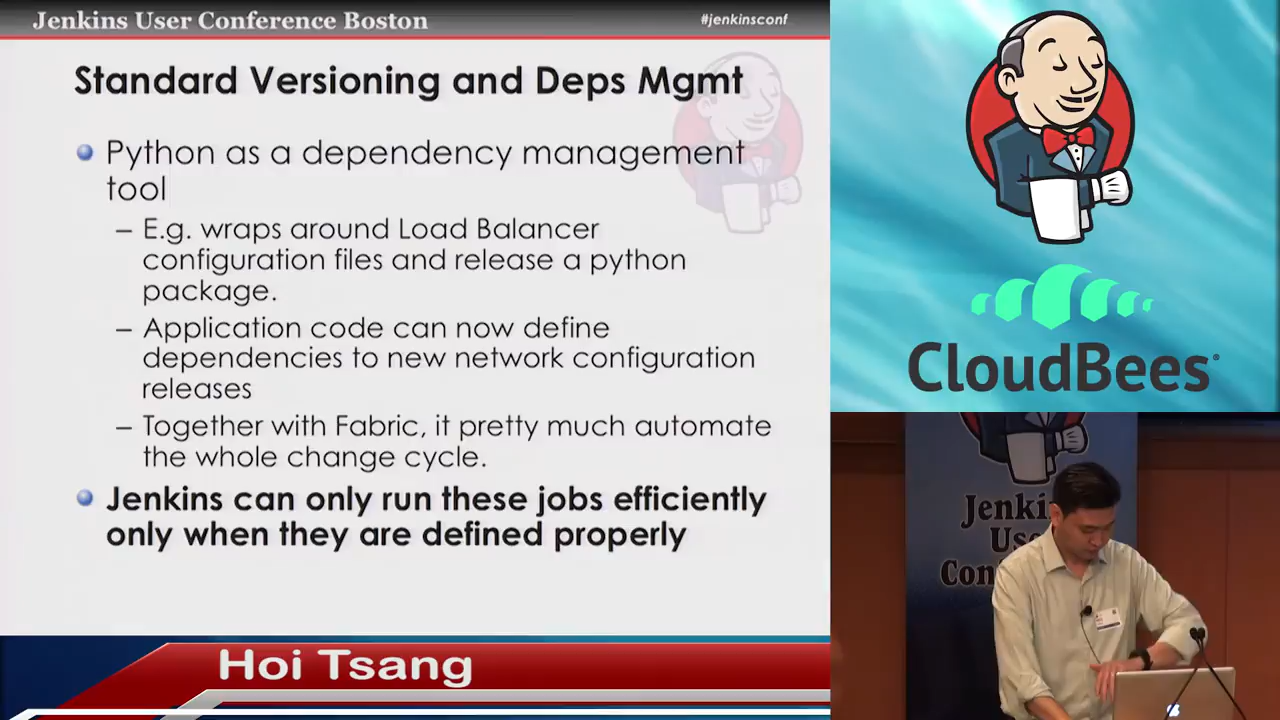 Jenkins User Conference Boston
#jenkinsconf
Standard Versioning and Deps Mgmt
Python as a dependency management
tool
– E.g. wraps around Load Balancer
configuration files and release a python
package.
– Application code can now define
dependencies to new network configuration
releases
– Together with Fabric, it pretty much automate
the whole change cycle.
Jenkins can only run these jobs efficiently
only when they are defined properly
Hoi Tsang
CloudBees
Jenki
Us
Con